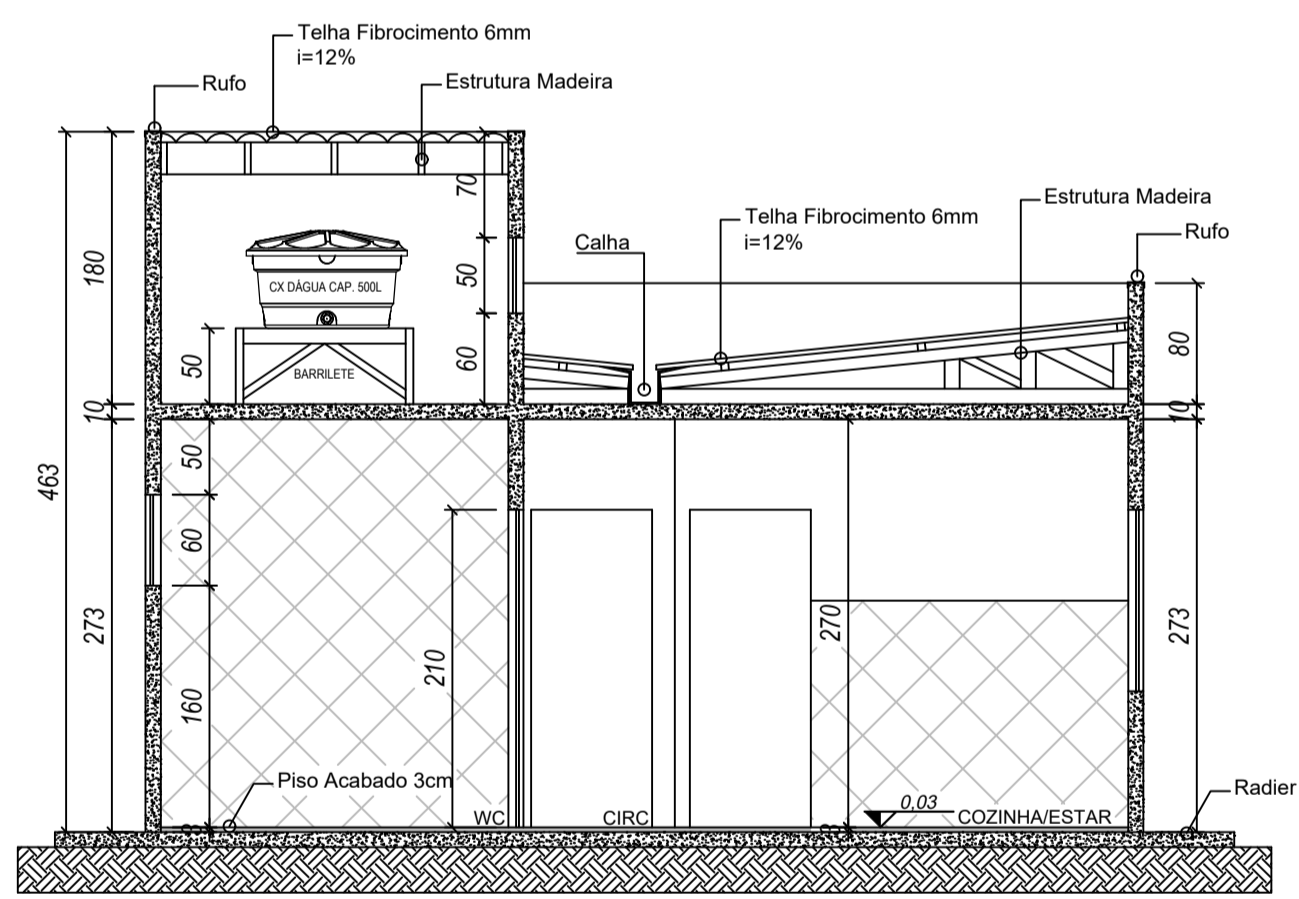 Telha Fibrocimento 6mm
i=12%
Rufo
Estrutura Madeira
Estrutura Madeira
Telha Fibrocimento 6mm
i=12%
Calha
Rufo
70
180
50
CX DÁGUA CAP. 500L
60
80
50
BARRILETE
10
10
50
463
60
273
270
273
210
160
Piso Acabado 3cm
WC
CIRC
0,03
COZINHA/ESTAR
Radier
3
3